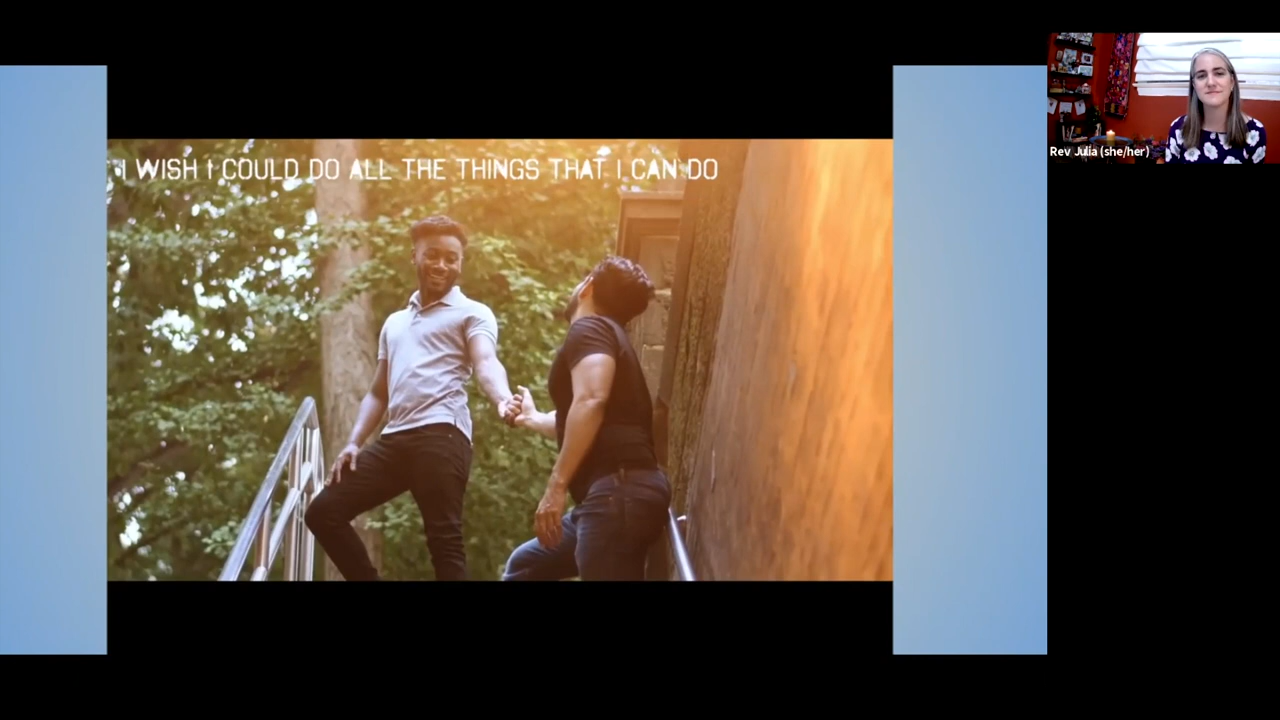 I WISH I COULD DO ALL THE THINGS THAT I CAN DO
Rev Julia (she/her)